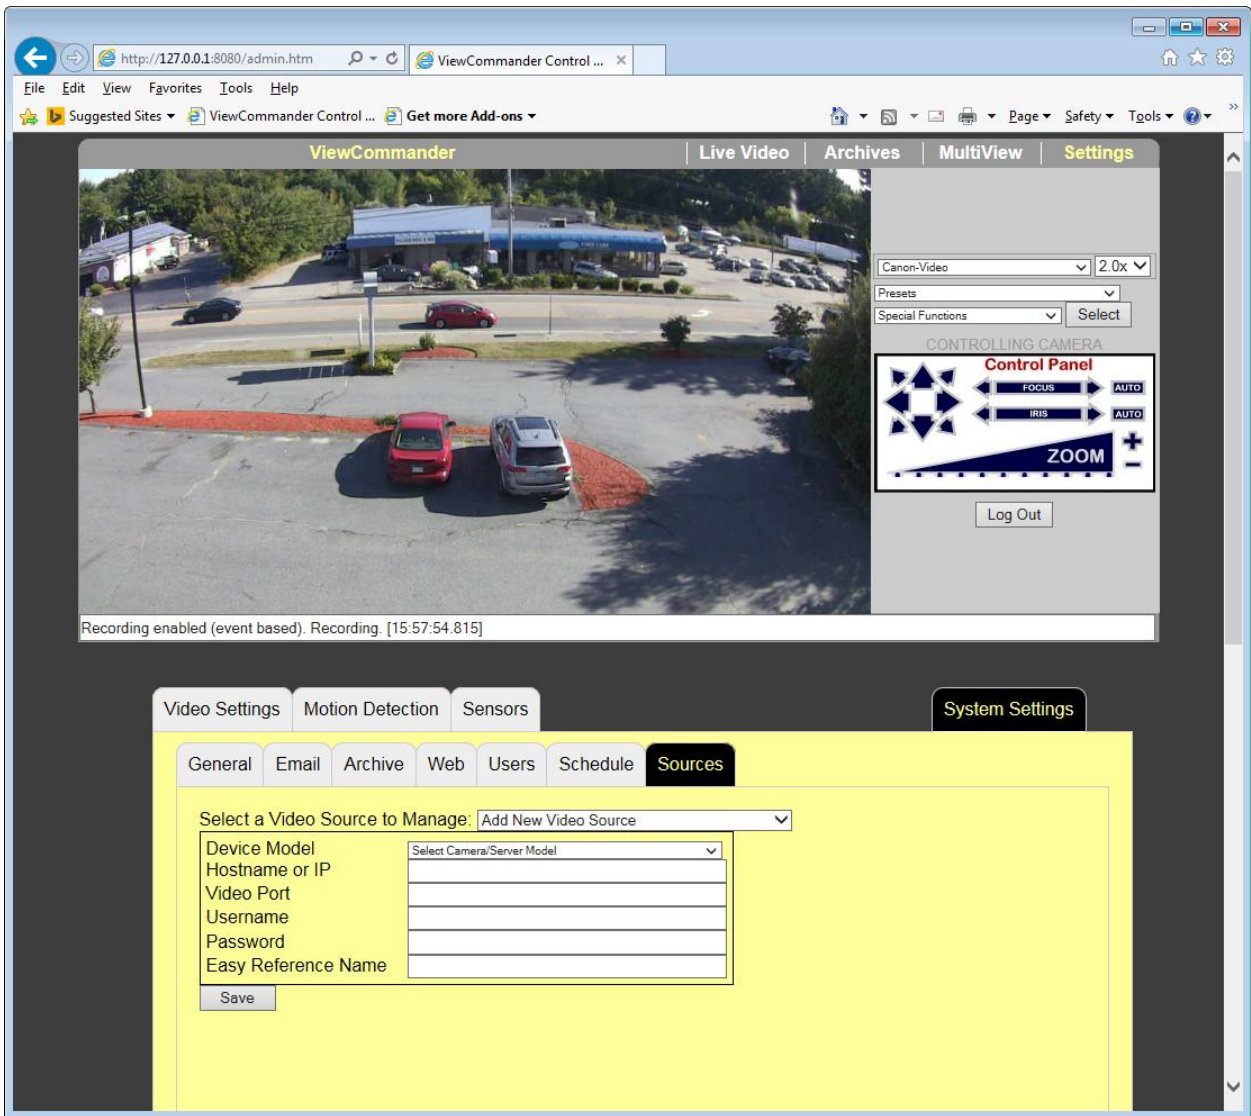 http://127.0.0.1:8080/admin.htm
ViewCommander Control ...
File Edit View Favorites Tools Help
Suggested Sites ViewCommander Control ... Get more Add-ons Page Safety Tools
ViewCommander Live Video Archives MultiView Settings
Canon-Video 2.0x
Presets
Special Functions Select
CONTROLLING CAMERA
Control Panel
FOCUS AUTO
IRIS AUTO
ZOOM
Log Out
Recording enabled (event based). Recording. [15:57:54.815]
Video Settings Motion Detection Sensors System Settings
General Email Archive Web Users Schedule Sources
Select a Video Source to Manage: Add New Video Source
Device Model Select Camera/Server Model
Hostname or IP
Video Port
Username
Password
Easy Reference Name
Save